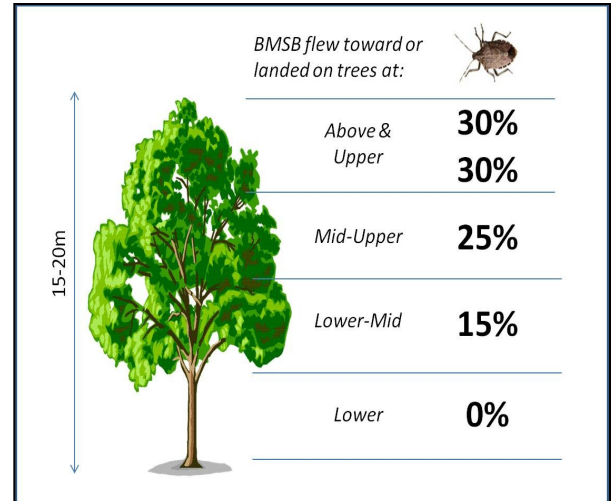 BMSB flew toward or
landed on trees at:
Above &
Upper
30%
30%
Mid-Upper
25%
Lower-Mid
15%
Lower
0%
15-20m